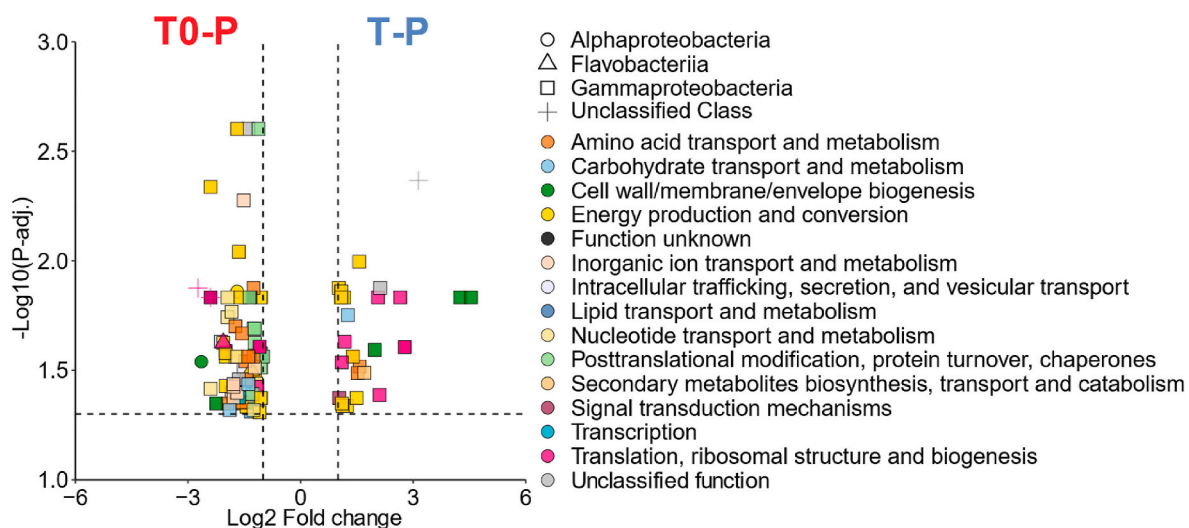 T0-P
T-P
3.0
2.5
2.0
1.5
1.0
-Log10(P-adj.)
−6
−3
0
3
6
Log2 Fold change
Alphaproteobacteria
Flavobacteriia
Gammaproteobacteria
Unclassified Class
Amino acid transport and metabolism
Carbohydrate transport and metabolism
Cell wall/membrane/envelope biogenesis
Energy production and conversion
Function unknown
Inorganic ion transport and metabolism
Intracellular trafficking, secretion, and vesicular transport
Lipid transport and metabolism
Nucleotide transport and metabolism
Posttranslational modification, protein turnover, chaperones
Secondary metabolites biosynthesis, transport and catabolism
Signal transduction mechanisms
Transcription
Translation, ribosomal structure and biogenesis
Unclassified function